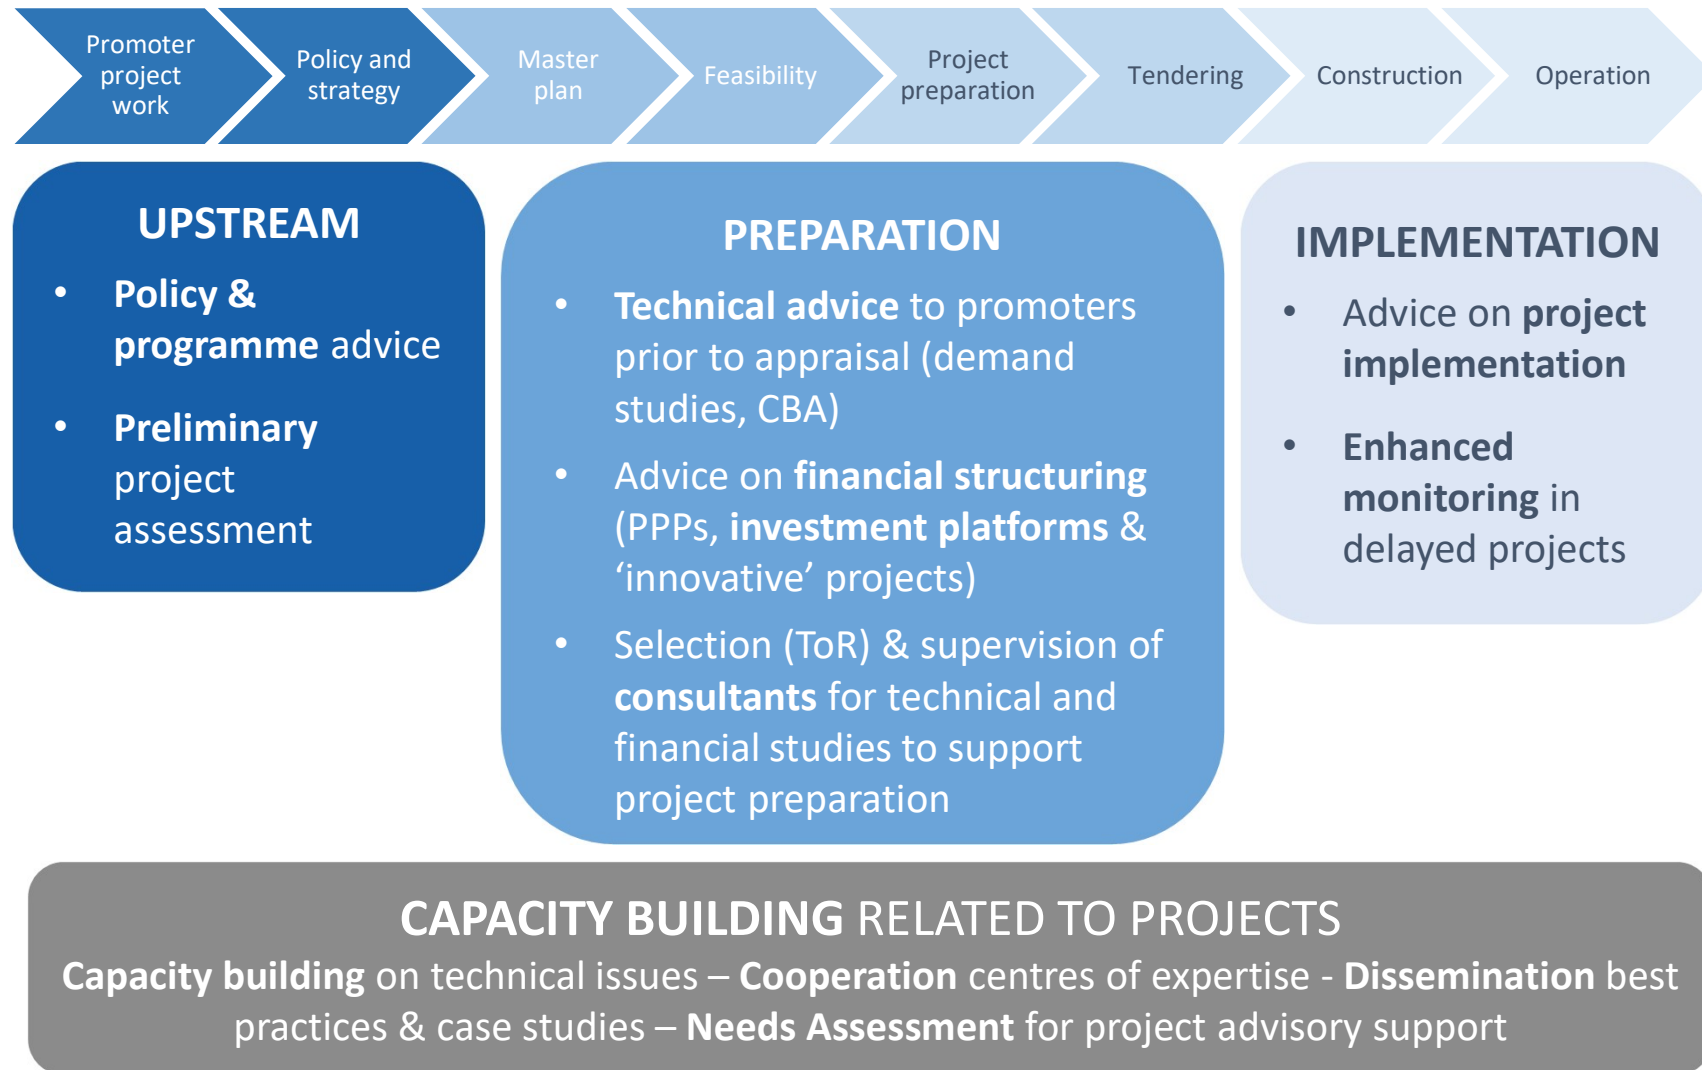 Promoter
project
work
Policy and
strategy
Master
plan
Feasibility
Project
preparation
Tendering
Construction
Operation
UPSTREAM
• Policy &
programme advice
• Preliminary
project
assessment
PREPARATION
• Technical advice to promoters
prior to appraisal (demand
studies, CBA)
• Advice on financial structuring
(PPPs, investment platforms &
‘innovative’ projects)
• Selection (ToR) & supervision of
consultants for technical and
financial studies to support
project preparation
IMPLEMENTATION
• Advice on project
implementation
• Enhanced
monitoring in
delayed projects
CAPACITY BUILDING RELATED TO PROJECTS
Capacity building on technical issues – Cooperation centres of expertise - Dissemination best
practices & case studies – Needs Assessment for project advisory support